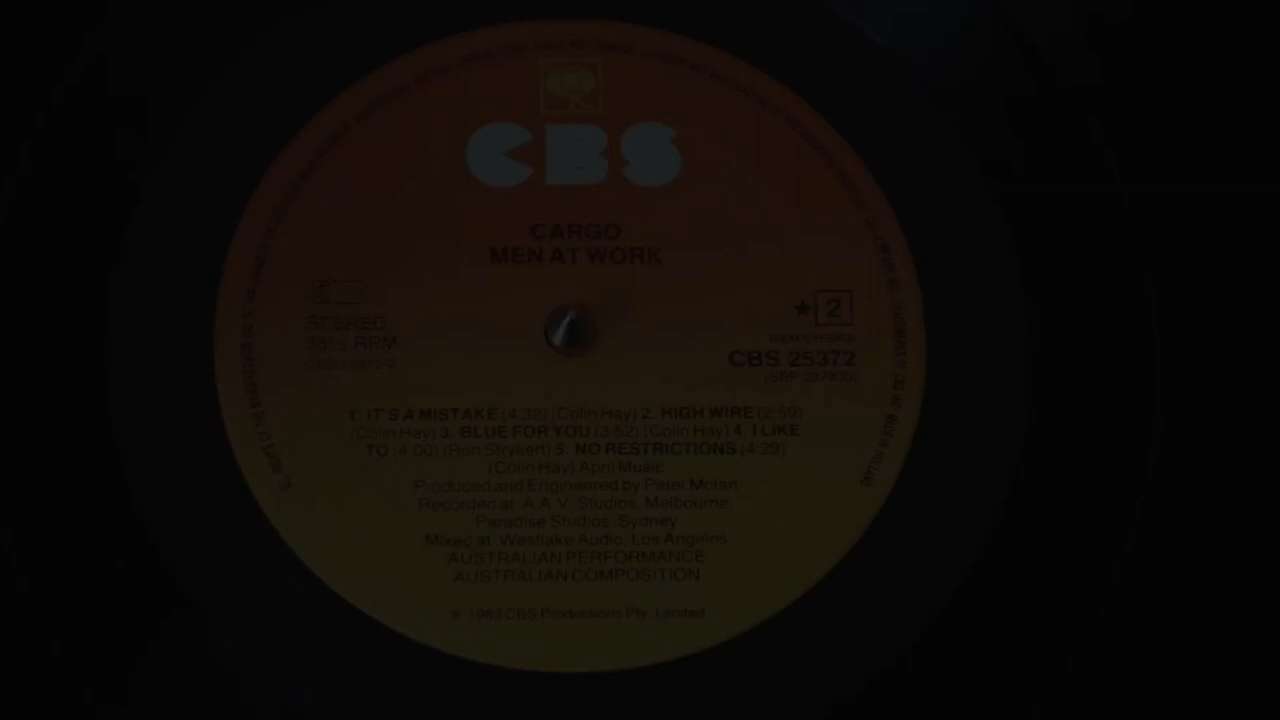 CBS
CARGO
MEN AT WORK
STEREO
33⅓ RPM
★ 2
CBS 25372
1. IT'S A MISTAKE (4:32) (Colin Hay) 2. HIGH WIRE (2:59)
(Colin Hay) 3. BLUE FOR YOU (3:52) (Colin Hay) 4. I LIKE
TO (4:00) (Ron Strykert) 5. NO RESTRICTIONS (4:29)
(Colin Hay) April Music
Produced and Engineered by Peter McIan
Recorded at: A.A.V. Studios, Melbourne,
Paradise Studios, Sydney
Mixed at: Westlake Audio, Los Angeles
AUSTRALIAN PERFORMANCE
AUSTRALIAN COMPOSITION
℗ 1983 CBS Productions Pty. Limited